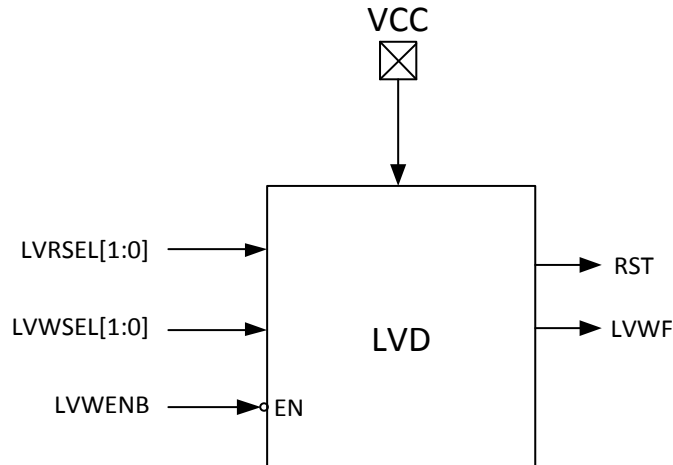 VCC
LVRSEL[1:0]
RST
LVWSEL[1:0]
LVD
LVWF
LVWENB
EN